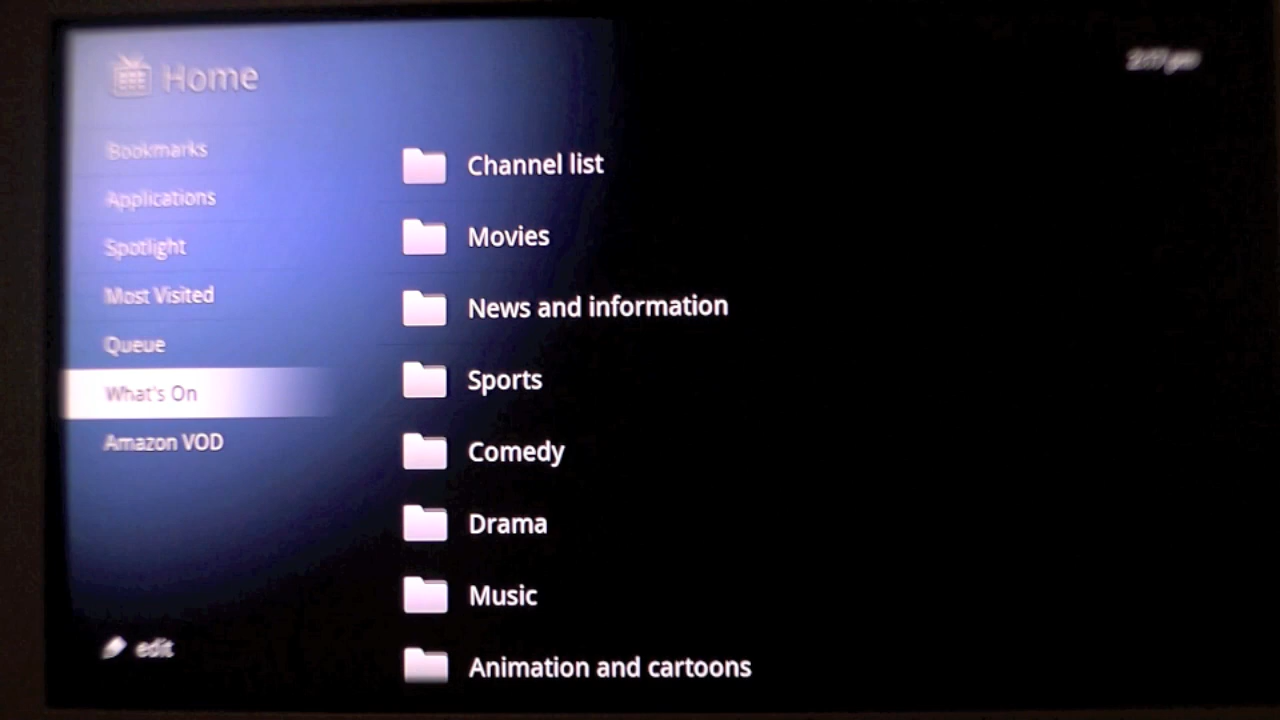 Home
Bookmarks
Applications
Spotlight
Most Visited
Queue
What's On
Amazon VOD
edit
Channel list
Movies
News and information
Sports
Comedy
Drama
Music
Animation and cartoons